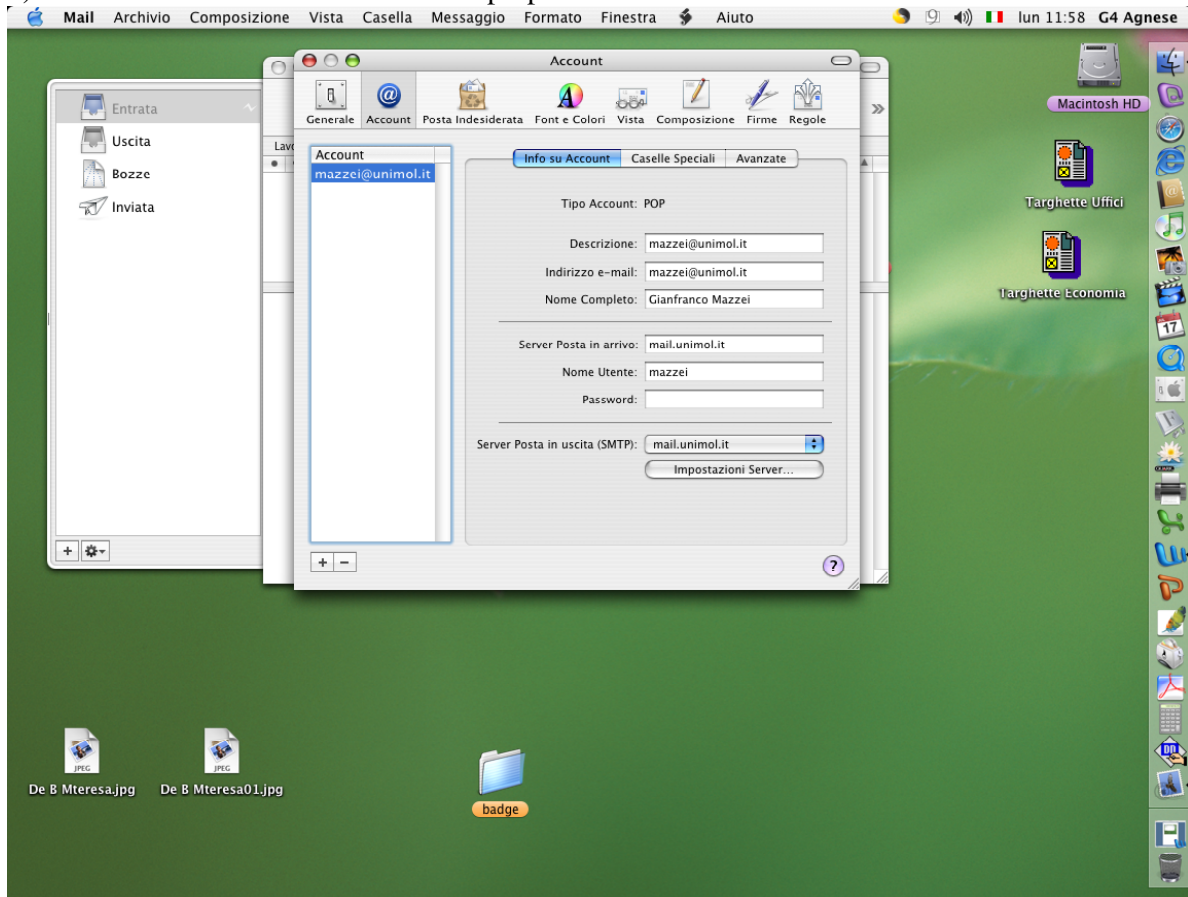 Mail Archivio Composizione Vista Casella Messaggio Formato Finestra Aiuto lun 11:58 G4 Agnese
Account
Generale Account Posta Indesiderata Font e Colori Vista Composizione Firme Regole
Entrata
Uscita
Bozze
Inviata
Account
mazzei@unimol.it
Info su Account Caselle Speciali Avanzate
Tipo Account: POP
Descrizione: mazzei@unimol.it
Indirizzo e-mail: mazzei@unimol.it
Nome Completo: Gianfranco Mazzei
Server Posta in arrivo: mail.unimol.it
Nome Utente: mazzei
Password:
Server Posta in uscita (SMTP): mail.unimol.it
Impostazioni Server...
Macintosh HD
Targhette Uffici
Targhette Economia
17
JPEG
De B Mteresa.jpg
JPEG
De B Mteresa01.jpg
badge